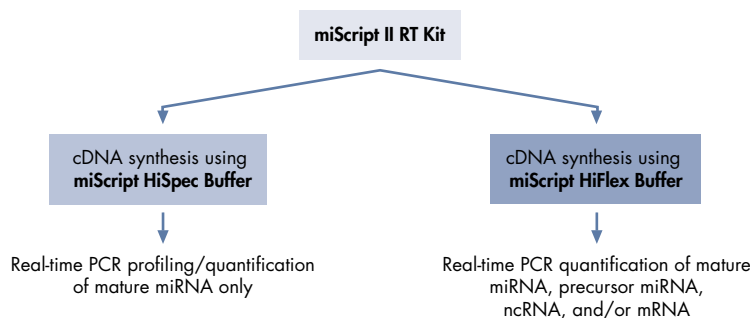 miScript II RT Kit
cDNA synthesis using
miScript HiSpec Buffer
cDNA synthesis using
miScript HiFlex Buffer
Real-time PCR profiling/quantification
of mature miRNA only
Real-time PCR quantification of mature
miRNA, precursor miRNA,
ncRNA, and/or mRNA